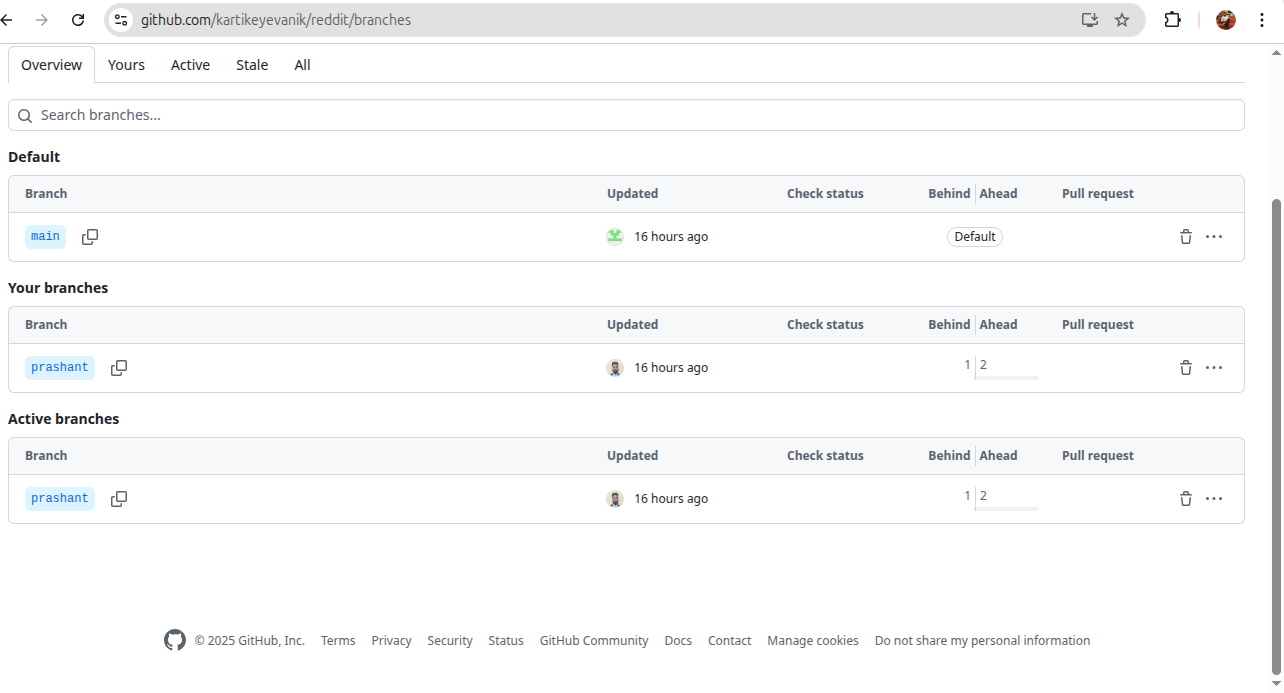 github.com/kartikeyevanik/reddit/branches
Overview Yours Active Stale All
Search branches...
Default
Branch Updated Check status Behind Ahead Pull request
main 16 hours ago Default
Your branches
Branch Updated Check status Behind Ahead Pull request
prashant 16 hours ago 1 2
Active branches
Branch Updated Check status Behind Ahead Pull request
prashant 16 hours ago 1 2
© 2025 GitHub, Inc. Terms Privacy Security Status GitHub Community Docs Contact Manage cookies Do not share my personal information